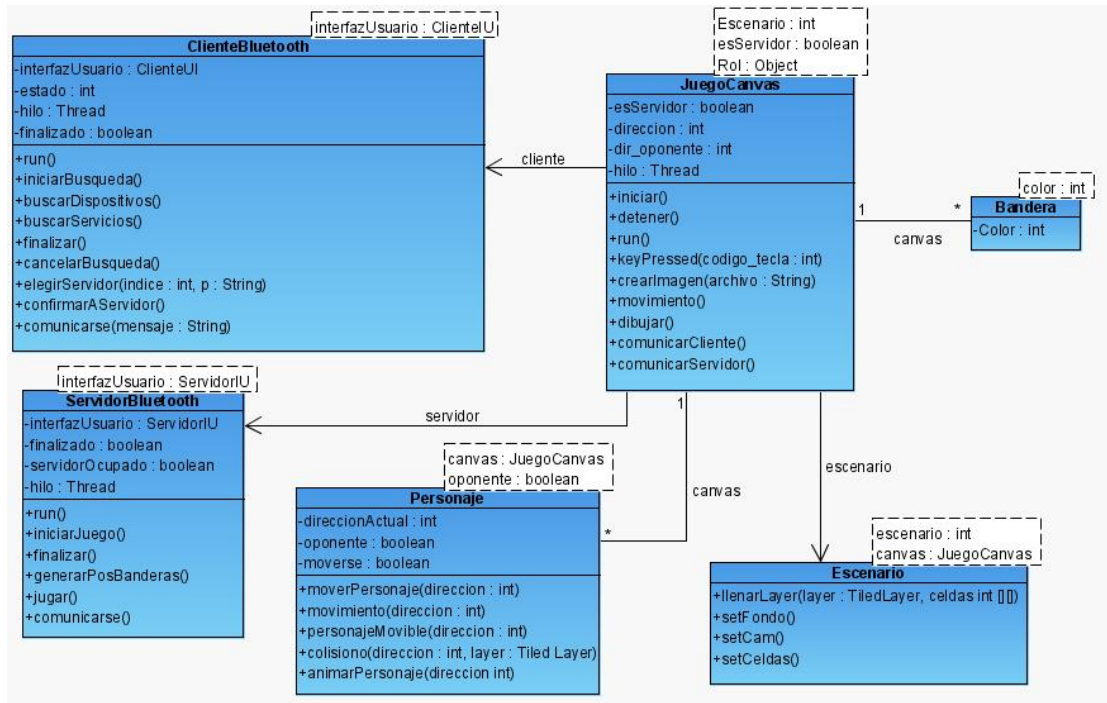 interfazUsuario : ClienteIU
ClienteBluetooth
-interfazUsuario : ClienteUI
-estado : int
-hilo : Thread
-finalizado : boolean
+run()
+iniciarBusqueda()
+buscarDispositivos()
+buscarServicios()
+finalizar()
+cancelarBusqueda()
+elegirServidor(indice : int, p : String)
+confirmarAServidor()
+comunicarse(mensaje : String)
cliente
Escenario : int
esServidor : boolean
Rol : Object
JuegoCanvas
-esServidor : boolean
-direccion : int
-dir_oponente : int
-hilo : Thread
+iniciar()
+detener()
+run()
+keyPressed(codigo_tecla : int)
+crearImagen(archivo : String)
+movimiento()
+dibujar()
+comunicarCliente()
+comunicarServidor()
1
*
canvas
color : int
Bandera
-Color : int
interfazUsuario : ServidorIU
ServidorBluetooth
-interfazUsuario : ServidorIU
-finalizado : boolean
-servidorOcupado : boolean
-hilo : Thread
+run()
+iniciarJuego()
+finalizar()
+generarPosBanderas()
+jugar()
+comunicarse()
servidor
1
canvas
*
canvas : JuegoCanvas
oponente : boolean
Personaje
-direccionActual : int
-oponente : boolean
-moverse : boolean
+moverPersonaje(direccion : int)
+movimiento(direccion : int)
+personajeMovible(direccion : int)
+colisiono(direccion : int, layer : Tiled Layer)
+animarPersonaje(direccion int)
escenario
escenario : int
canvas : JuegoCanvas
Escenario
+llenarLayer(layer : TiledLayer, celdas int [][])
+setFondo()
+setCam()
+setCeldas()